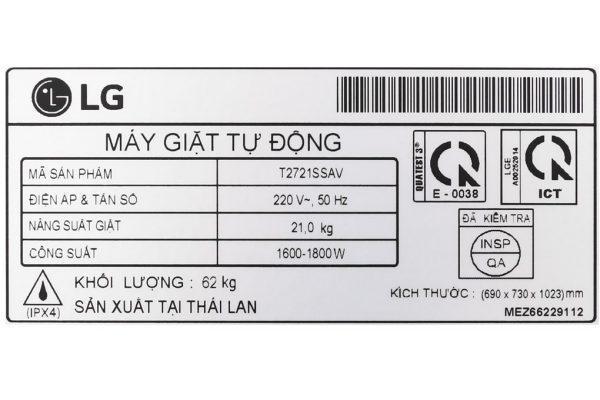 LG
MÁY GIẶT TỰ ĐỘNG
MÃ SẢN PHẨM T2721SSAV
ĐIỆN ÁP & TẦN SỐ 220 V~, 50 Hz
NĂNG SUẤT GIẶT 21,0 kg
CÔNG SUẤT 1600-1800 W
QUATEST 3®
E - 0038
LGE
A00252014
ICT
ĐÃ KIỂM TRA
INSP
QA
(IPX4)
KHỐI LƯỢNG : 62 kg
SẢN XUẤT TẠI THÁI LAN
KÍCH THƯỚC : (690 x 730 x 1023) mm
MEZ66229112